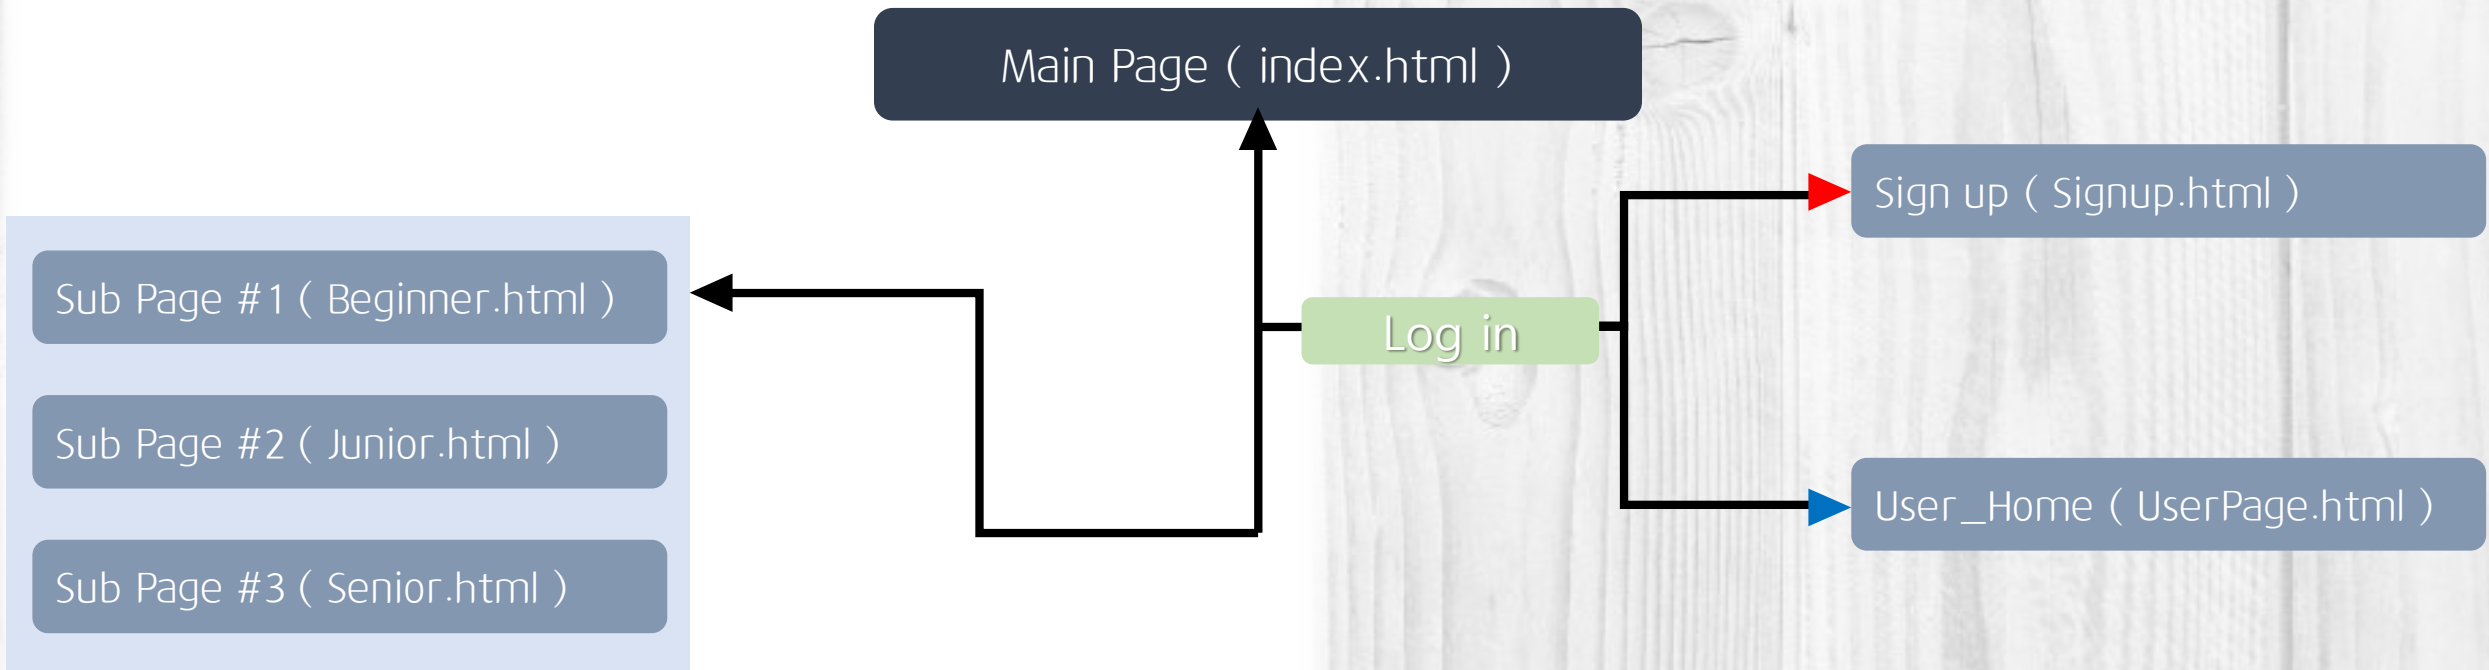 Main Page ( index.html )
Sign up ( Signup.html )
Sub Page #1 ( Beginner.html )
Log in
Sub Page #2 ( Junior.html )
User_Home ( UserPage.html )
Sub Page #3 ( Senior.html )